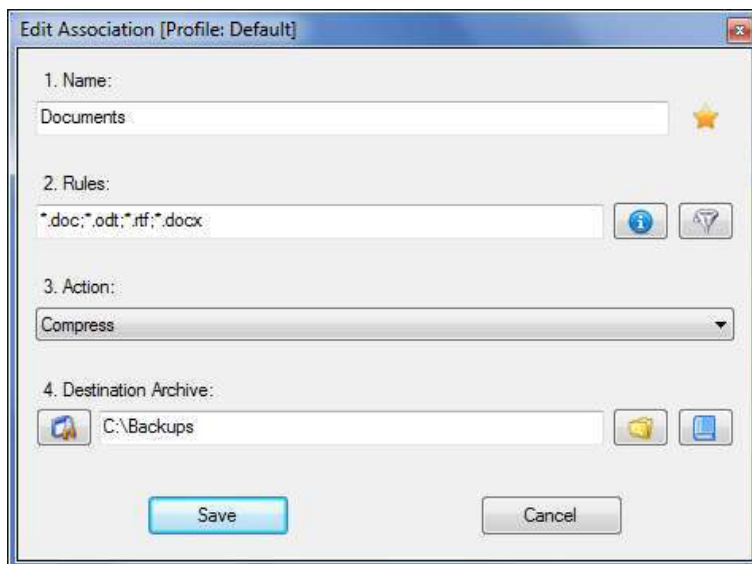 Edit Association [Profile: Default]
1. Name:
Documents
2. Rules:
*.doc;*.odt;*.rtf;*.docx
3. Action:
Compress
4. Destination Archive:
C:\Backups
Save
Cancel